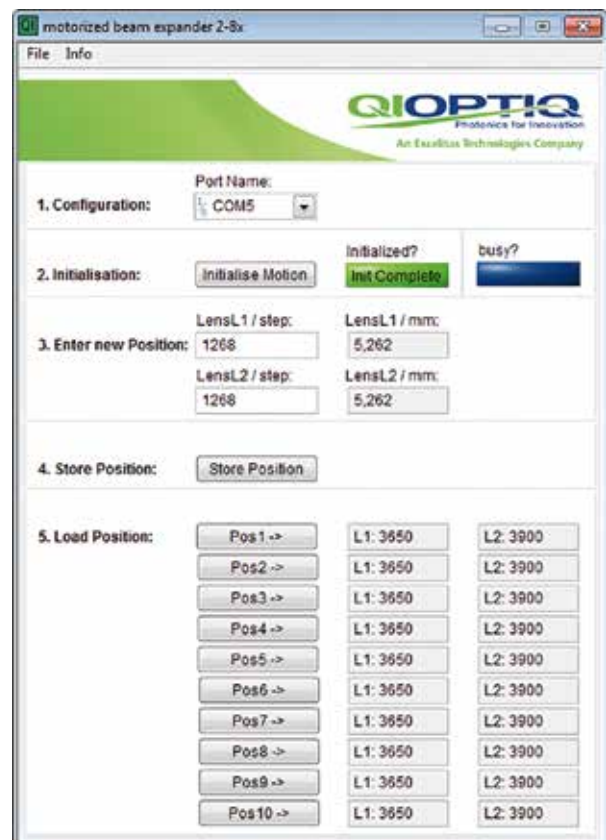 motorized beam expander 2-8x
File Info
QIOPTIQ
Photonics for Innovation
An Excelitas Technologies Company
Port Name:
1. Configuration: COM5
Initialized? busy?
2. Initialisation: Initialise Motion Init Complete
LensL1 / step: LensL1 / mm:
3. Enter new Position: 1268 5,262
LensL2 / step: LensL2 / mm:
1268 5,262
4. Store Position: Store Position
5. Load Position: Pos1 -> L1: 3650 L2: 3900
Pos2 -> L1: 3650 L2: 3900
Pos3 -> L1: 3650 L2: 3900
Pos4 -> L1: 3650 L2: 3900
Pos5 -> L1: 3650 L2: 3900
Pos6 -> L1: 3650 L2: 3900
Pos7 -> L1: 3650 L2: 3900
Pos8 -> L1: 3650 L2: 3900
Pos9 -> L1: 3650 L2: 3900
Pos10 -> L1: 3650 L2: 3900